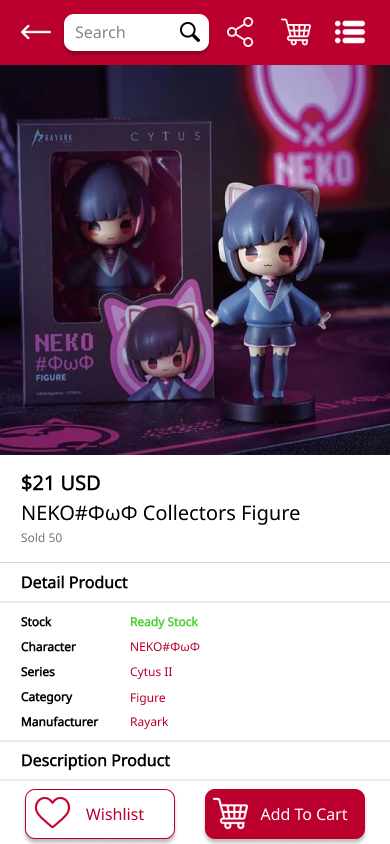 Search
RAYARK
CYTUS
NEKO
NEKO
#ΦωΦ
FIGURE
$21 USD
NEKO#ΦωΦ Collectors Figure
Sold 50
Detail Product
Stock Ready Stock
Character NEKO#ΦωΦ
Series Cytus II
Category Figure
Manufacturer Rayark
Description Product
Wishlist
Add To Cart